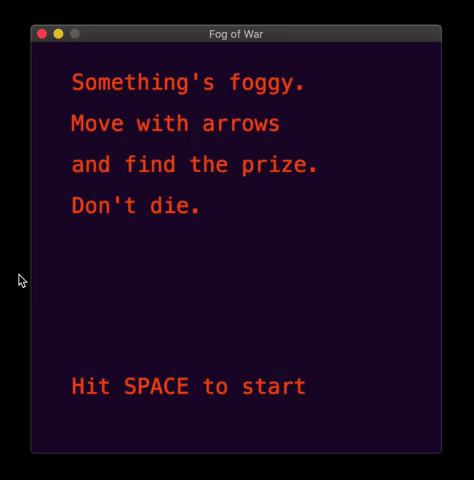 Fog of War
Something's foggy.
Move with arrows
and find the prize.
Don't die.
Hit SPACE to start